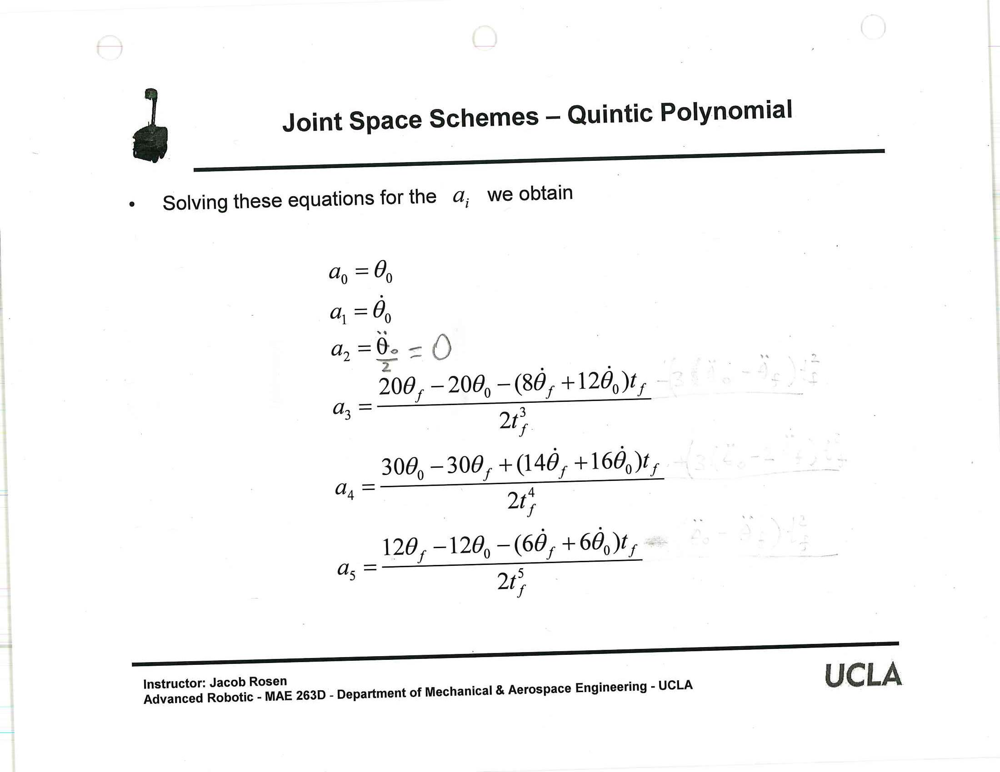 Joint Space Schemes – Quintic Polynomial
• Solving these equations for the a_i we obtain
a_0 = θ_0
a_1 = θ̇_0
a_2 = θ̈_0 / 2 = 0
a_3 = (20θ_f − 20θ_0 − (8θ̇_f + 12θ̇_0)t_f) / 2t_f^3
a_4 = (30θ_0 − 30θ_f + (14θ̇_f + 16θ̇_0)t_f) / 2t_f^4
a_5 = (12θ_f − 12θ_0 − (6θ̇_f + 6θ̇_0)t_f) / 2t_f^5
Instructor: Jacob Rosen
Advanced Robotic - MAE 263D - Department of Mechanical & Aerospace Engineering - UCLA
UCLA